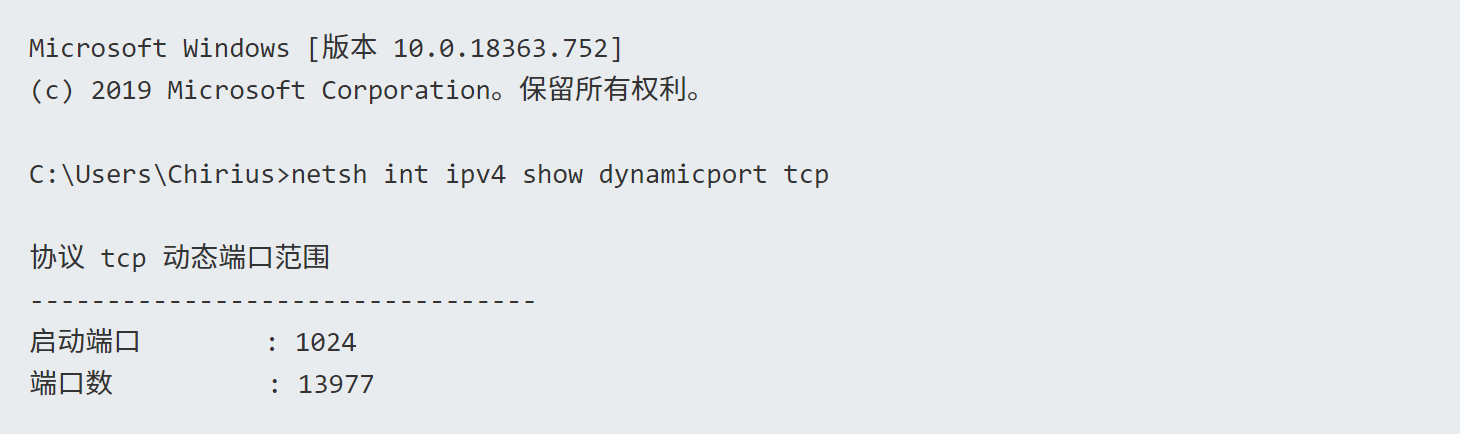 Microsoft Windows [版本 10.0.18363.752]
(c) 2019 Microsoft Corporation。保留所有权利。
C:\Users\Chirius>netsh int ipv4 show dynamicport tcp
协议 tcp 动态端口范围
---------------------------------
启动端口        : 1024
端口数          : 13977